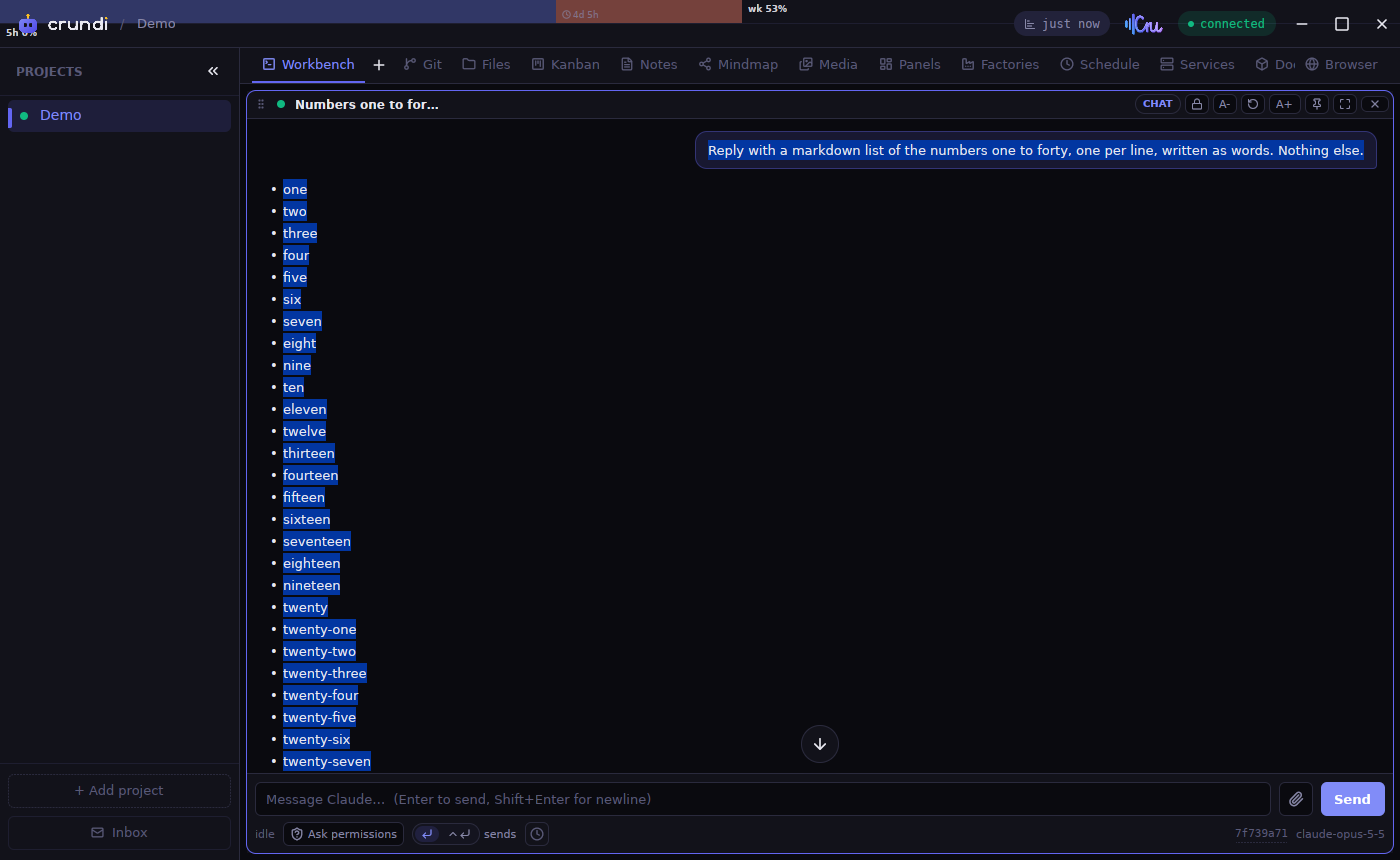 4d 5h
wk 53%
crundi / Demo
just now
Cru
connected
PROJECTS
Demo
+ Add project
Inbox
Workbench
Git
Files
Kanban
Notes
Mindmap
Media
Panels
Factories
Schedule
Services
Browser
Numbers one to for...
CHAT
A-
A+
Reply with a markdown list of the numbers one to forty, one per line, written as words. Nothing else.
• one
• two
• three
• four
• five
• six
• seven
• eight
• nine
• ten
• eleven
• twelve
• thirteen
• fourteen
• fifteen
• sixteen
• seventeen
• eighteen
• nineteen
• twenty
• twenty-one
• twenty-two
• twenty-three
• twenty-four
• twenty-five
• twenty-six
• twenty-seven
Message Claude... (Enter to send, Shift+Enter for newline)
Send
idle
Ask permissions
sends
7f739a71
claude-opus-5-5